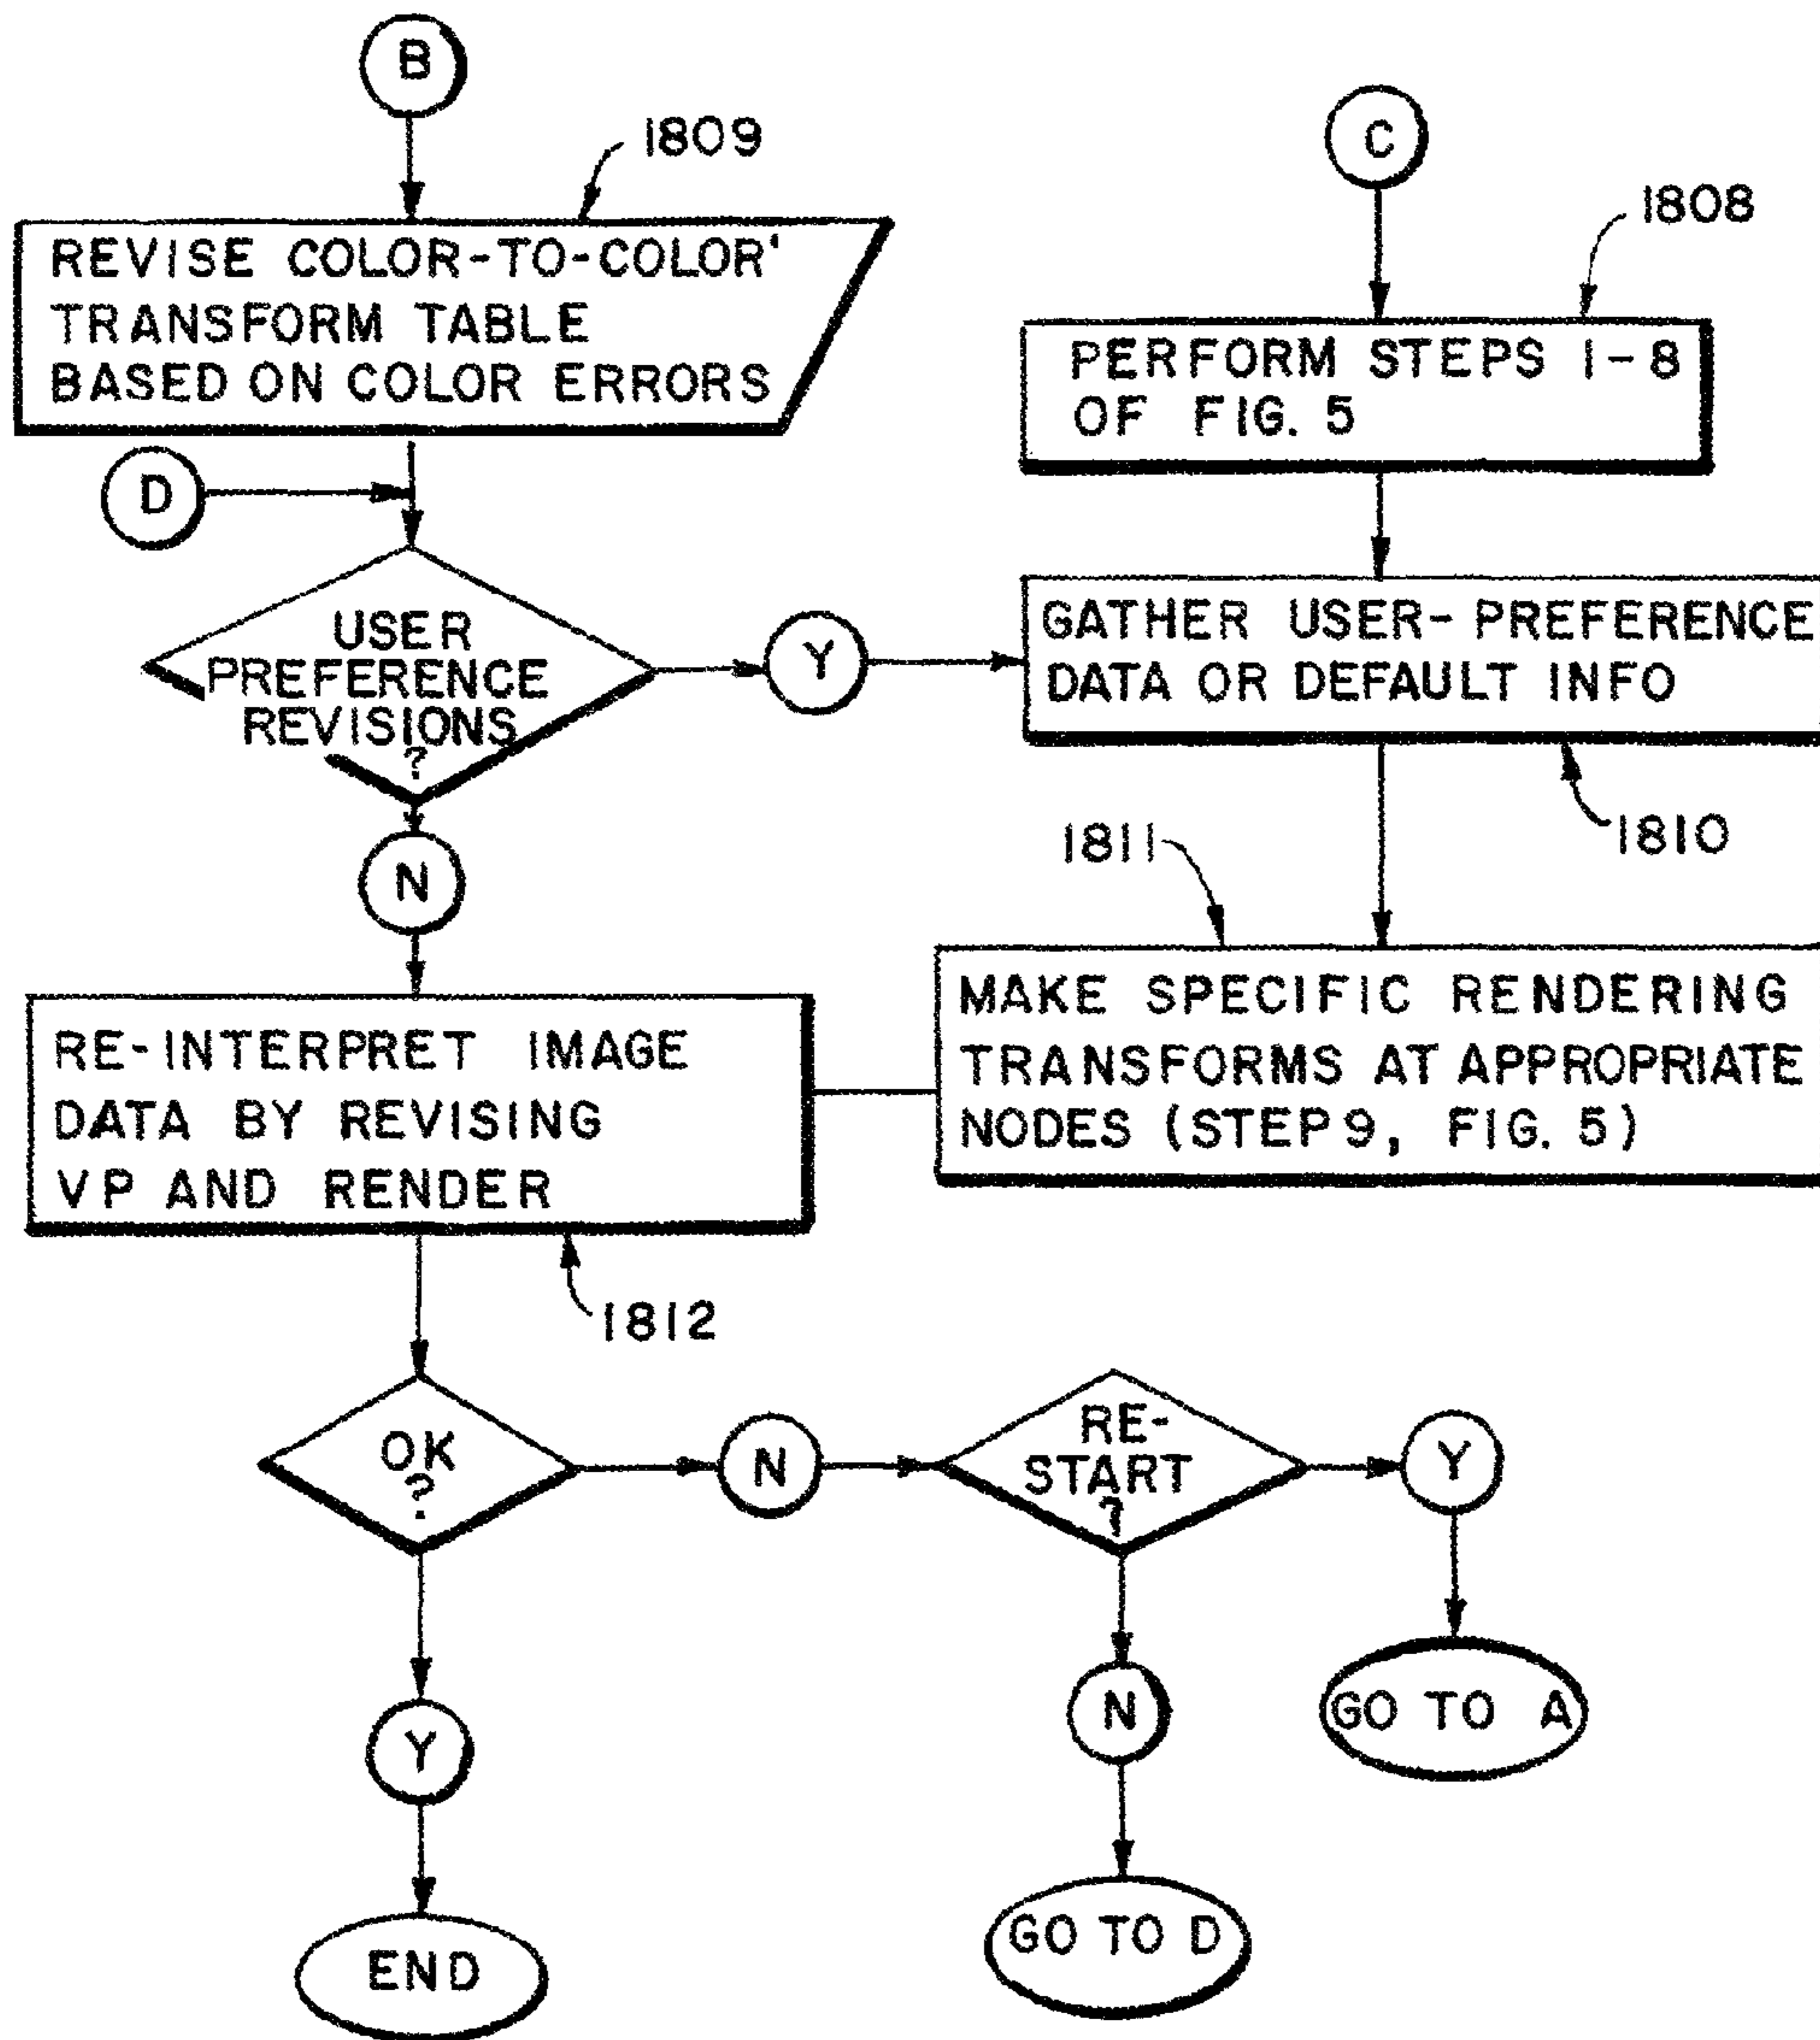 B
1809
REVISE COLOR-TO-COLOR'
TRANSFORM TABLE
BASED ON COLOR ERRORS
C
1808
PERFORM STEPS 1-8
OF FIG. 5
D
USER
PREFERENCE
REVISIONS
?
Y
GATHER USER-PREFERENCE
DATA OR DEFAULT INFO
1810
N
1811
MAKE SPECIFIC RENDERING
TRANSFORMS AT APPROPRIATE
NODES (STEP 9, FIG. 5)
RE-INTERPRET IMAGE
DATA BY REVISING
VP AND RENDER
1812
OK
?
N
RE-
START
?
Y
GO TO A
N
GO TO D
Y
END